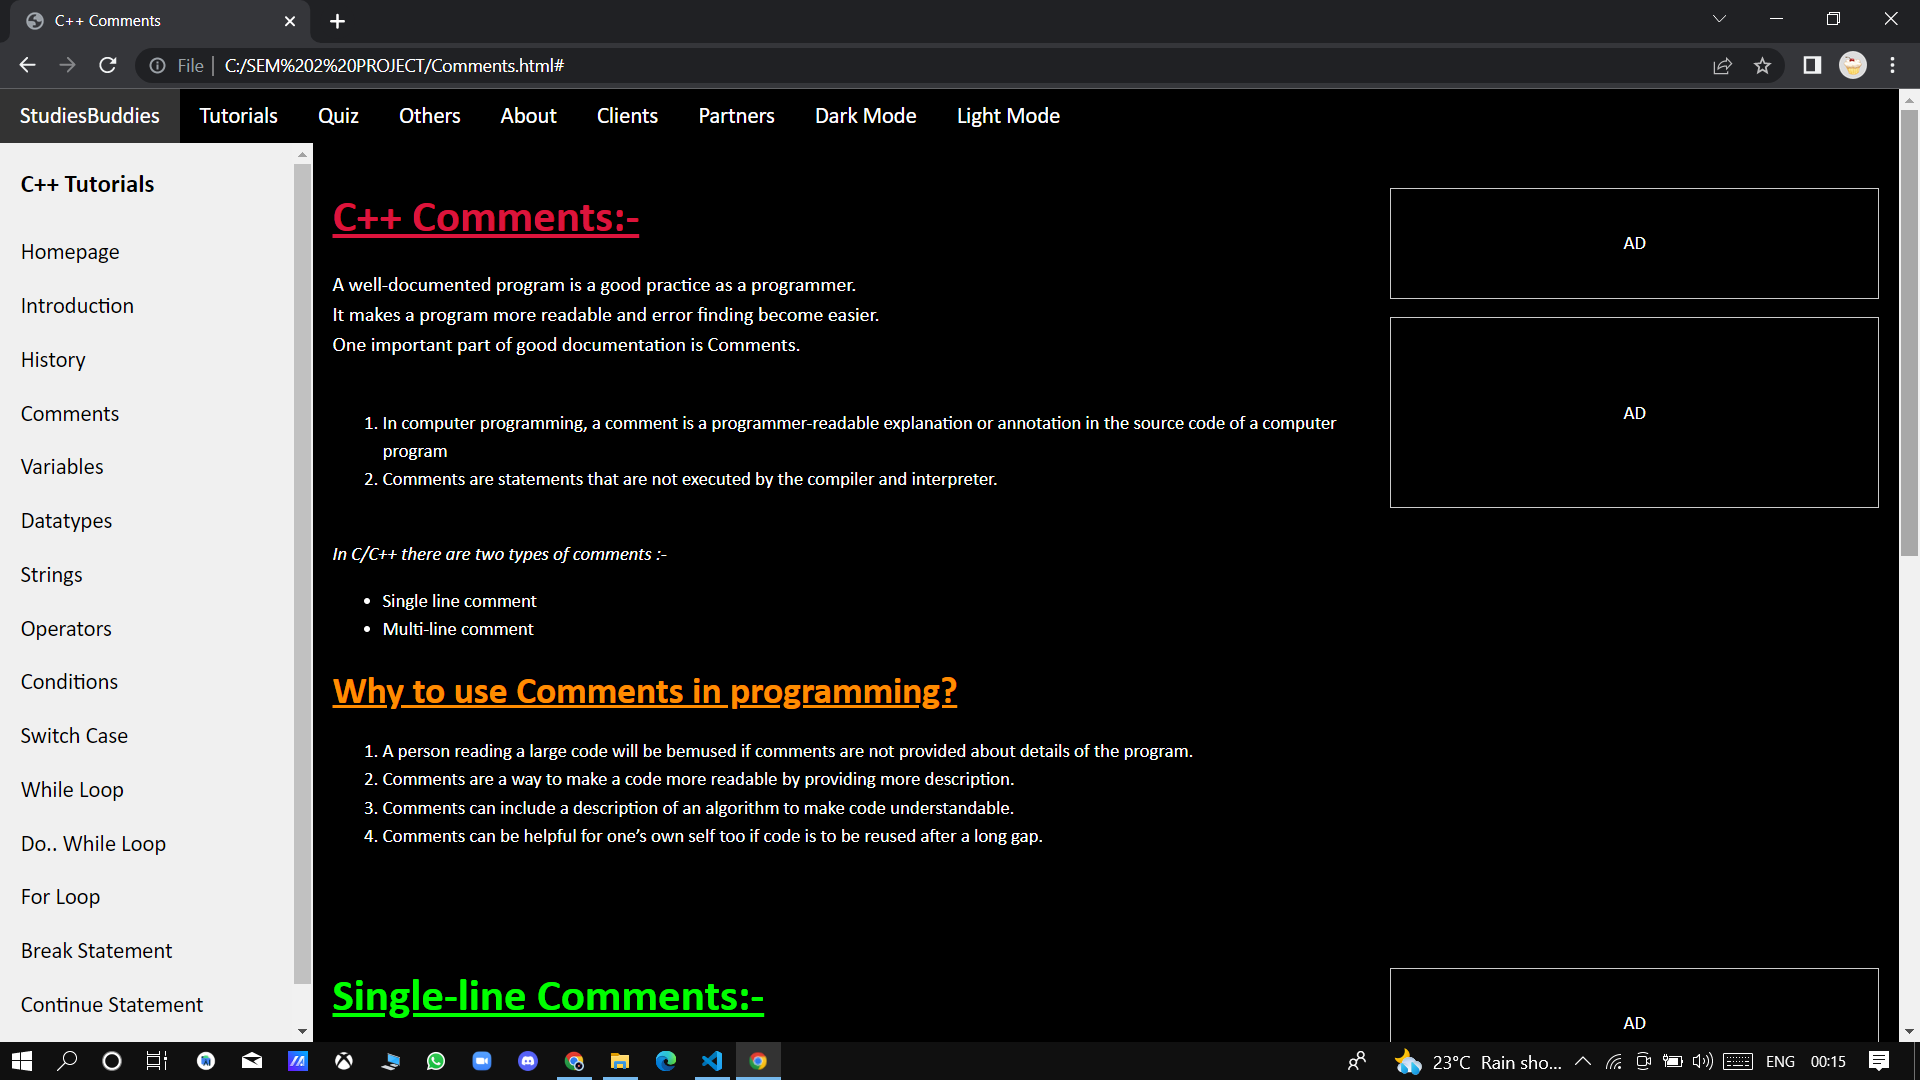 C++ Comments
File
C:/SEM%202%20PROJECT/Comments.html#
StudiesBuddies Tutorials Quiz Others About Clients Partners Dark Mode Light Mode
C++ Tutorials
Homepage
Introduction
History
Comments
Variables
Datatypes
Strings
Operators
Conditions
Switch Case
While Loop
Do.. While Loop
For Loop
Break Statement
Continue Statement
C++ Comments:-
A well-documented program is a good practice as a programmer.
It makes a program more readable and error finding become easier.
One important part of good documentation is Comments.
1. In computer programming, a comment is a programmer-readable explanation or annotation in the source code of a computer
program
2. Comments are statements that are not executed by the compiler and interpreter.
In C/C++ there are two types of comments :-
• Single line comment
• Multi-line comment
Why to use Comments in programming?
1. A person reading a large code will be bemused if comments are not provided about details of the program.
2. Comments are a way to make a code more readable by providing more description.
3. Comments can include a description of an algorithm to make code understandable.
4. Comments can be helpful for one’s own self too if code is to be reused after a long gap.
Single-line Comments:-
AD
AD
AD
23°C Rain sho... ENG 00:15